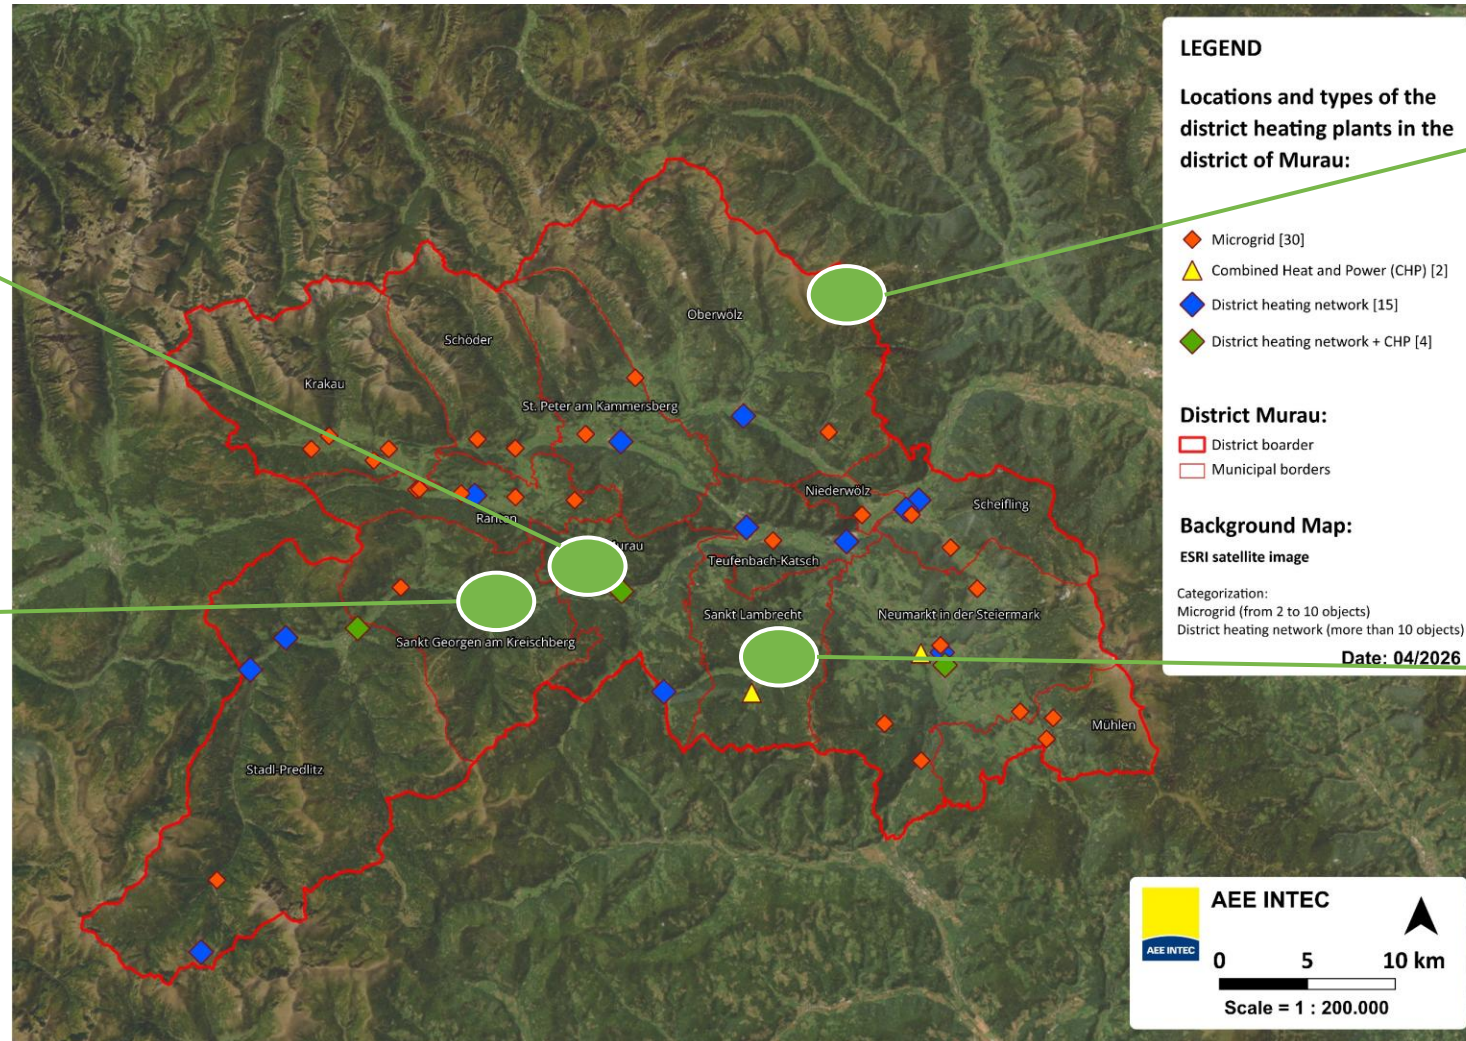 LEGEND
Locations and types of the
district heating plants in the
district of Murau:
Microgrid [30]
Combined Heat and Power (CHP) [2]
District heating network [15]
District heating network + CHP [4]
District Murau:
District boarder
Municipal borders
Background Map:
ESRI satellite image
Categorization:
Microgrid (from 2 to 10 objects)
District heating network (more than 10 objects)
Date: 04/2026
Oberwölz
Schöder
Krakau
St. Peter am Kammersberg
Niederwölz
Scheifling
Ranten
urau
Teufenbach-Katsch
Sankt Lambrecht
Neumarkt in der Steiermark
Sankt Georgen am Kreischberg
Mühlen
Stadl-Predlitz
AEE INTEC
AEE INTEC
0 5 10 km
Scale = 1 : 200.000